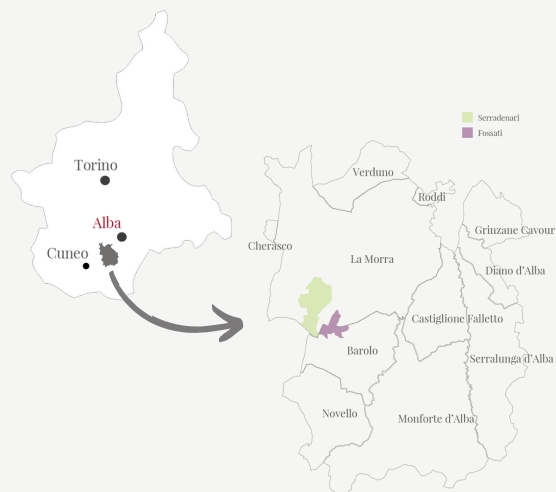 Torino
Alba
Cuneo
Serradenari
Fossati
Verduno
Roddi
Grinzane Cavour
Cherasco
La Morra
Diano d'Alba
Castiglione Falletto
Barolo
Serralunga d'Alba
Novello
Monforte d'Alba